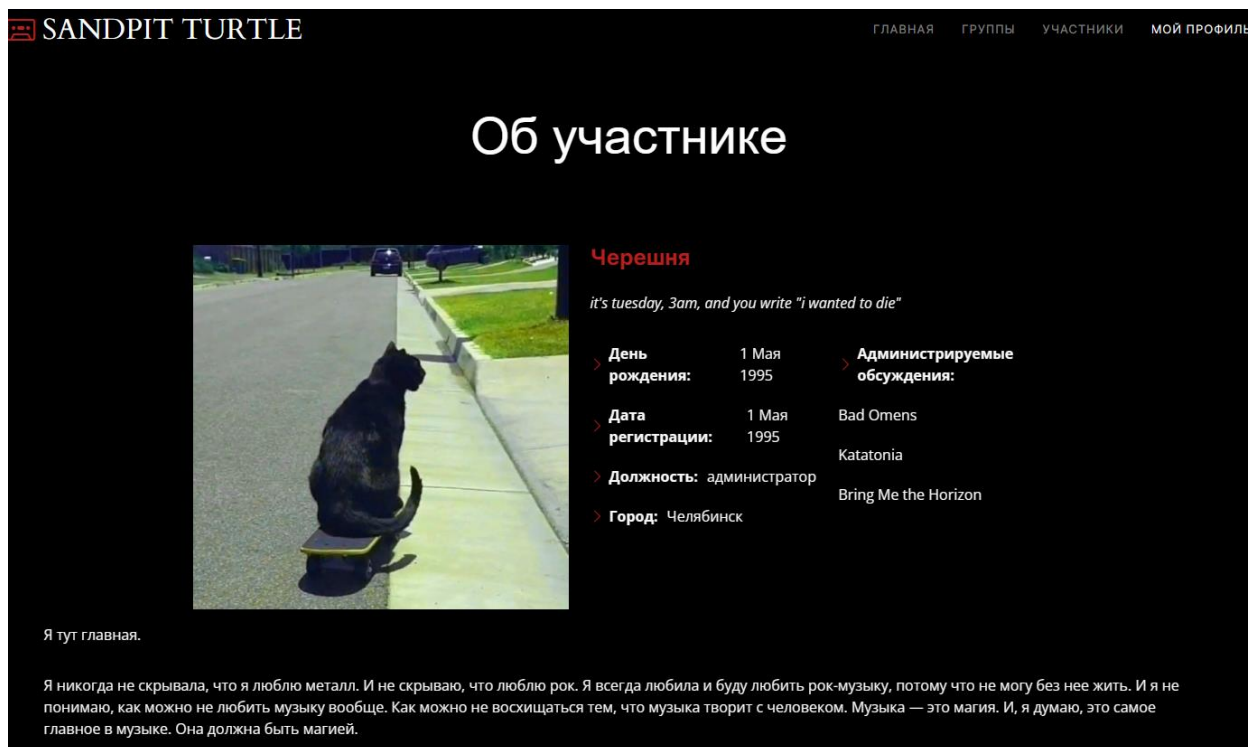 SANDPIT TURTLE
ГЛАВНАЯ ГРУППЫ УЧАСТНИКИ МОЙ ПРОФИЛЬ
Об участнике
Черешня
it's tuesday, 3am, and you write "i wanted to die"
День рождения: 1 Мая 1995
Дата регистрации: 1 Мая 1995
Должность: администратор
Город: Челябинск
Администрируемые обсуждения:
Bad Omens
Katatonia
Bring Me the Horizon
Я тут главная.
Я никогда не скрывала, что я люблю металл. И не скрываю, что люблю рок. Я всегда любила и буду любить рок-музыку, потому что не могу без нее жить. И я не
понимаю, как можно не любить музыку вообще. Как можно не восхищаться тем, что музыка творит с человеком. Музыка — это магия. И, я думаю, это самое
главное в музыке. Она должна быть магией.